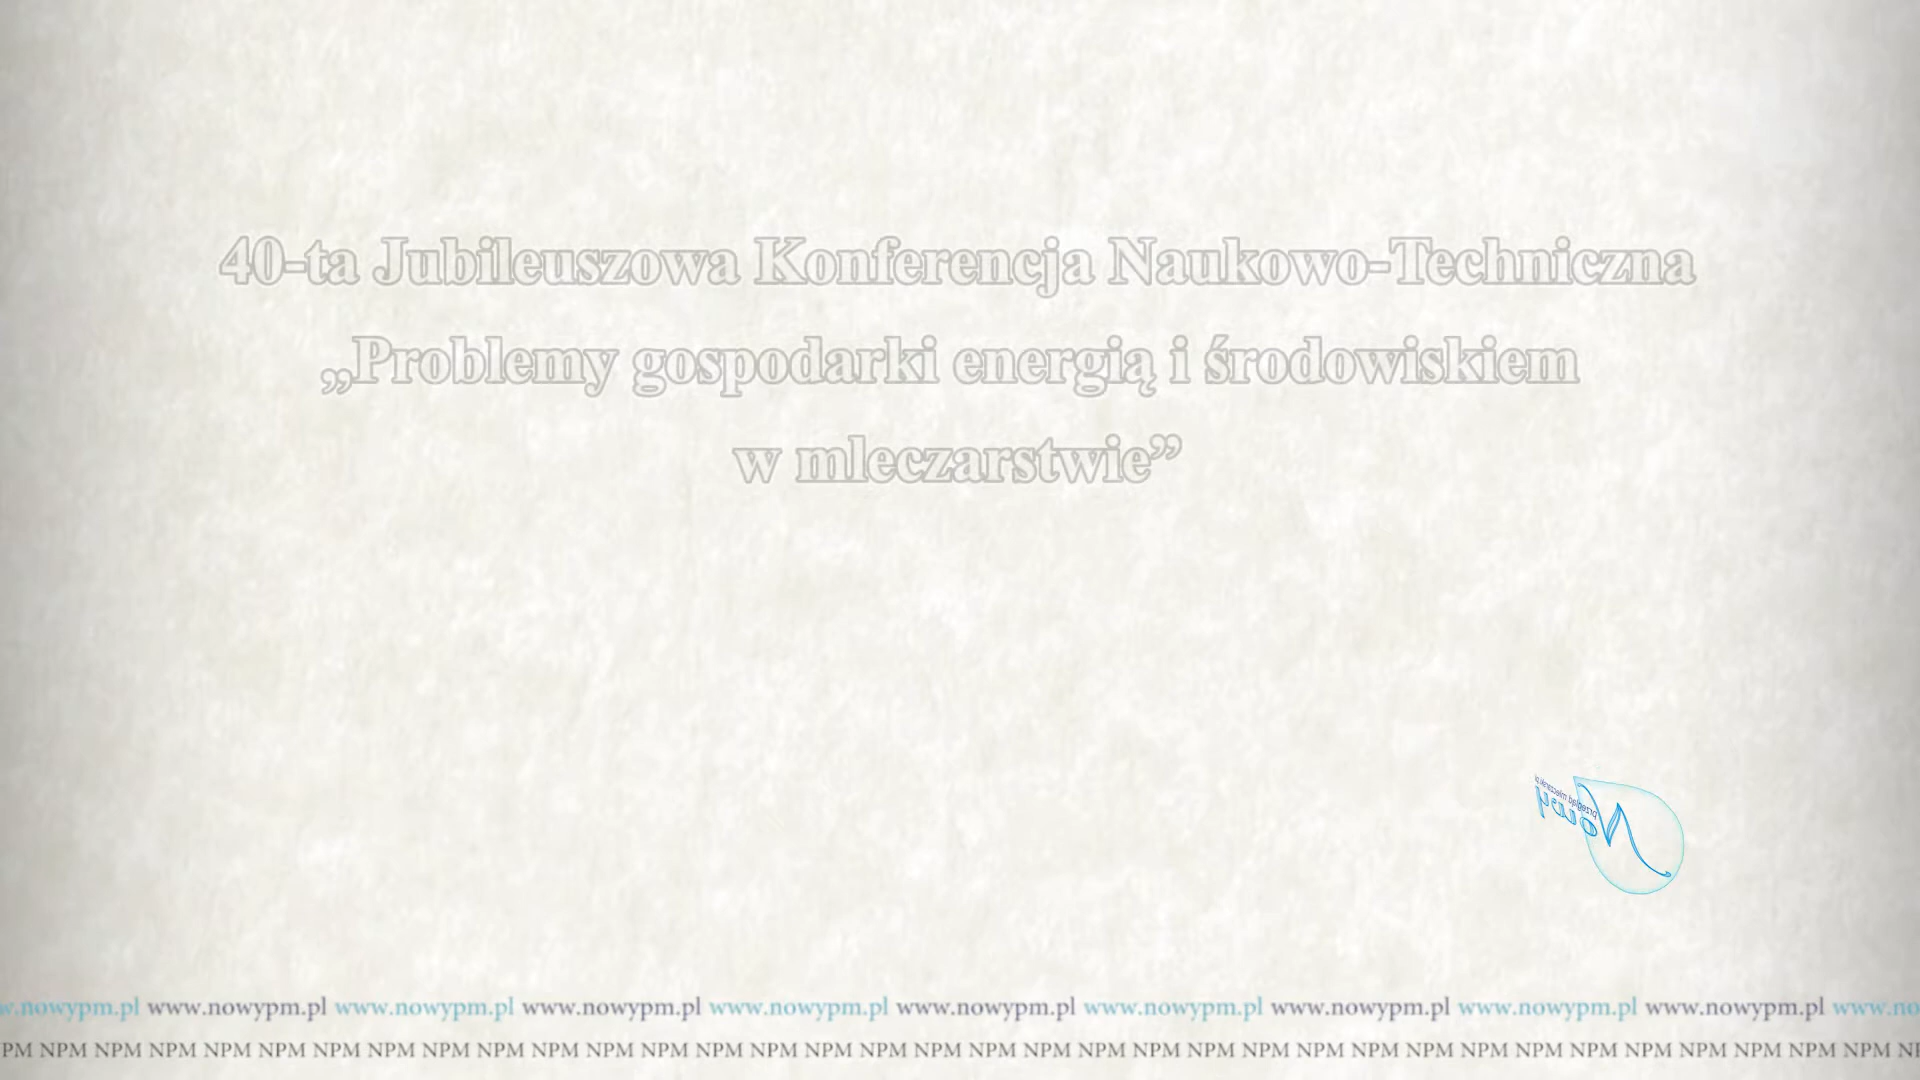 40-ta Jubileuszowa Konferencja Naukowo-Techniczna
„Problemy gospodarki energią i środowiskiem
w mleczarstwie”
przegląd mleczarski
Nowy
w.nowypm.pl www.nowypm.pl www.nowypm.pl www.nowypm.pl www.nowypm.pl www.nowypm.pl www.nowypm.pl www.nowypm.pl www.nowypm.pl www.nowypm.pl www.no
PM NPM NPM NPM NPM NPM NPM NPM NPM NPM NPM NPM NPM NPM NPM NPM NPM NPM NPM NPM NPM NPM NPM NPM NPM NPM NPM NPM NPM NPM NPM NPM NPM NPM NPM NP